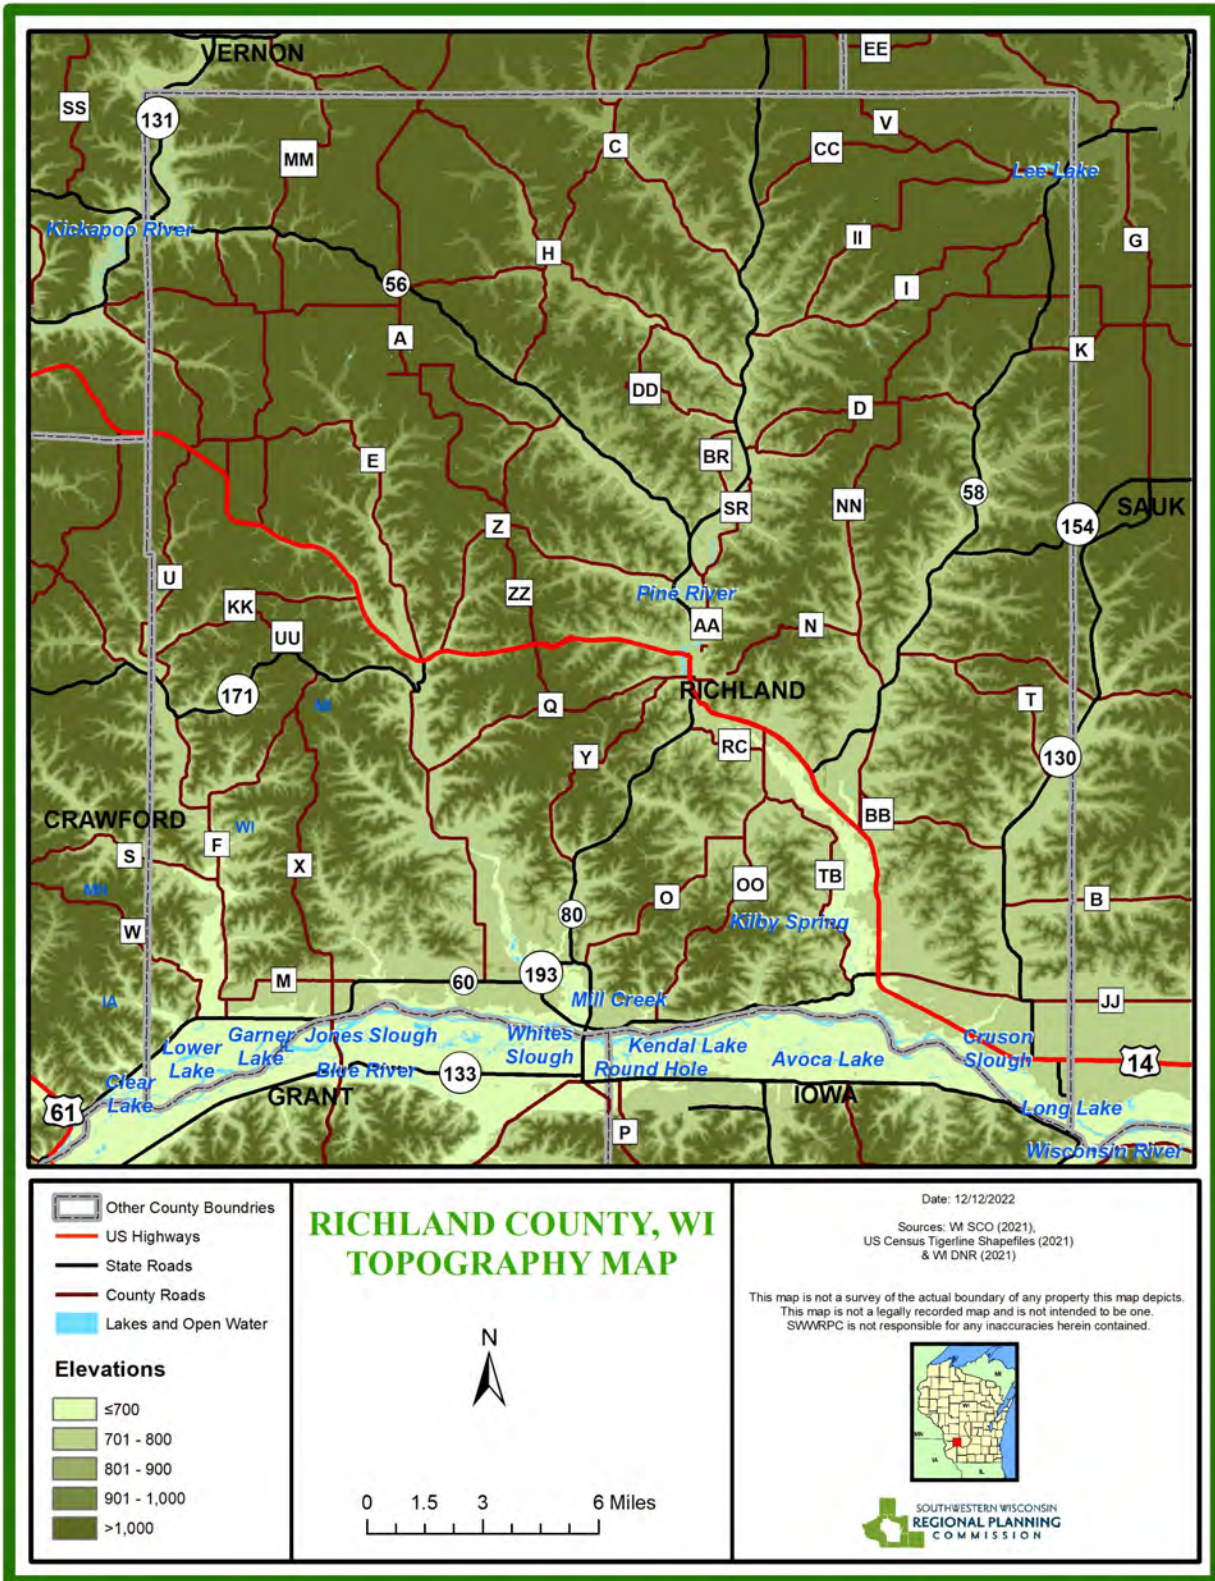 VERNON
EE
SS
131
V
MM
C
CC
Lee Lake
Kickapoo River
H
II
G
56
I
A
K
DD
D
E
BR
58
SR
NN
SAUK
Z
154
U
Pine River
ZZ
KK
UU
AA
N
171
RICHLAND
T
MI
Q
RC
Y
130
CRAWFORD
WI
BB
S
F
X
MN
OO
TB
O
B
W
80
Kilby Spring
193
M
60
IA
Mill Creek
JJ
Garner
Lake
Jones Slough
Whites
Slough
Cruson
Slough
Lower
Lake
IL
Kendal Lake
Avoca Lake
Clear
Lake
Blue River
133
Round Hole
14
61
GRANT
IOWA
Long Lake
P
Wisconsin River
Other County Boundries
US Highways
State Roads
County Roads
Lakes and Open Water
Elevations
≤700
701 - 800
801 - 900
901 - 1,000
>1,000
RICHLAND COUNTY, WI
TOPOGRAPHY MAP
N
0 1.5 3 6 Miles
Date: 12/12/2022
Sources: WI SCO (2021),
US Census Tigerline Shapefiles (2021)
& WI DNR (2021)
This map is not a survey of the actual boundary of any property this map depicts.
This map is not a legally recorded map and is not intended to be one.
SWWRPC is not responsible for any inaccuracies herein contained.
MI
WI
MN
IA
IL
SOUTHWESTERN WISCONSIN
REGIONAL PLANNING
COMMISSION